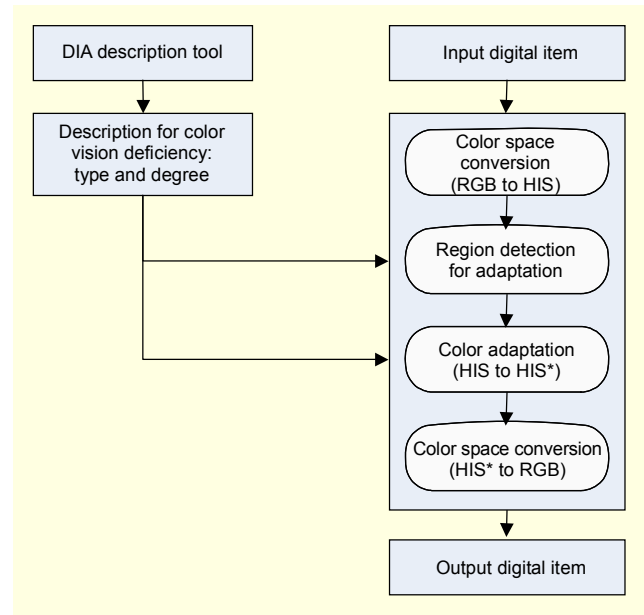 DIA description tool
Description for color
vision deficiency:
type and degree
Input digital item
Color space
conversion
(RGB to HIS)
Region detection
for adaptation
Color adaptation
(HIS to HIS*)
Color space conversion
(HIS* to RGB)
Output digital item